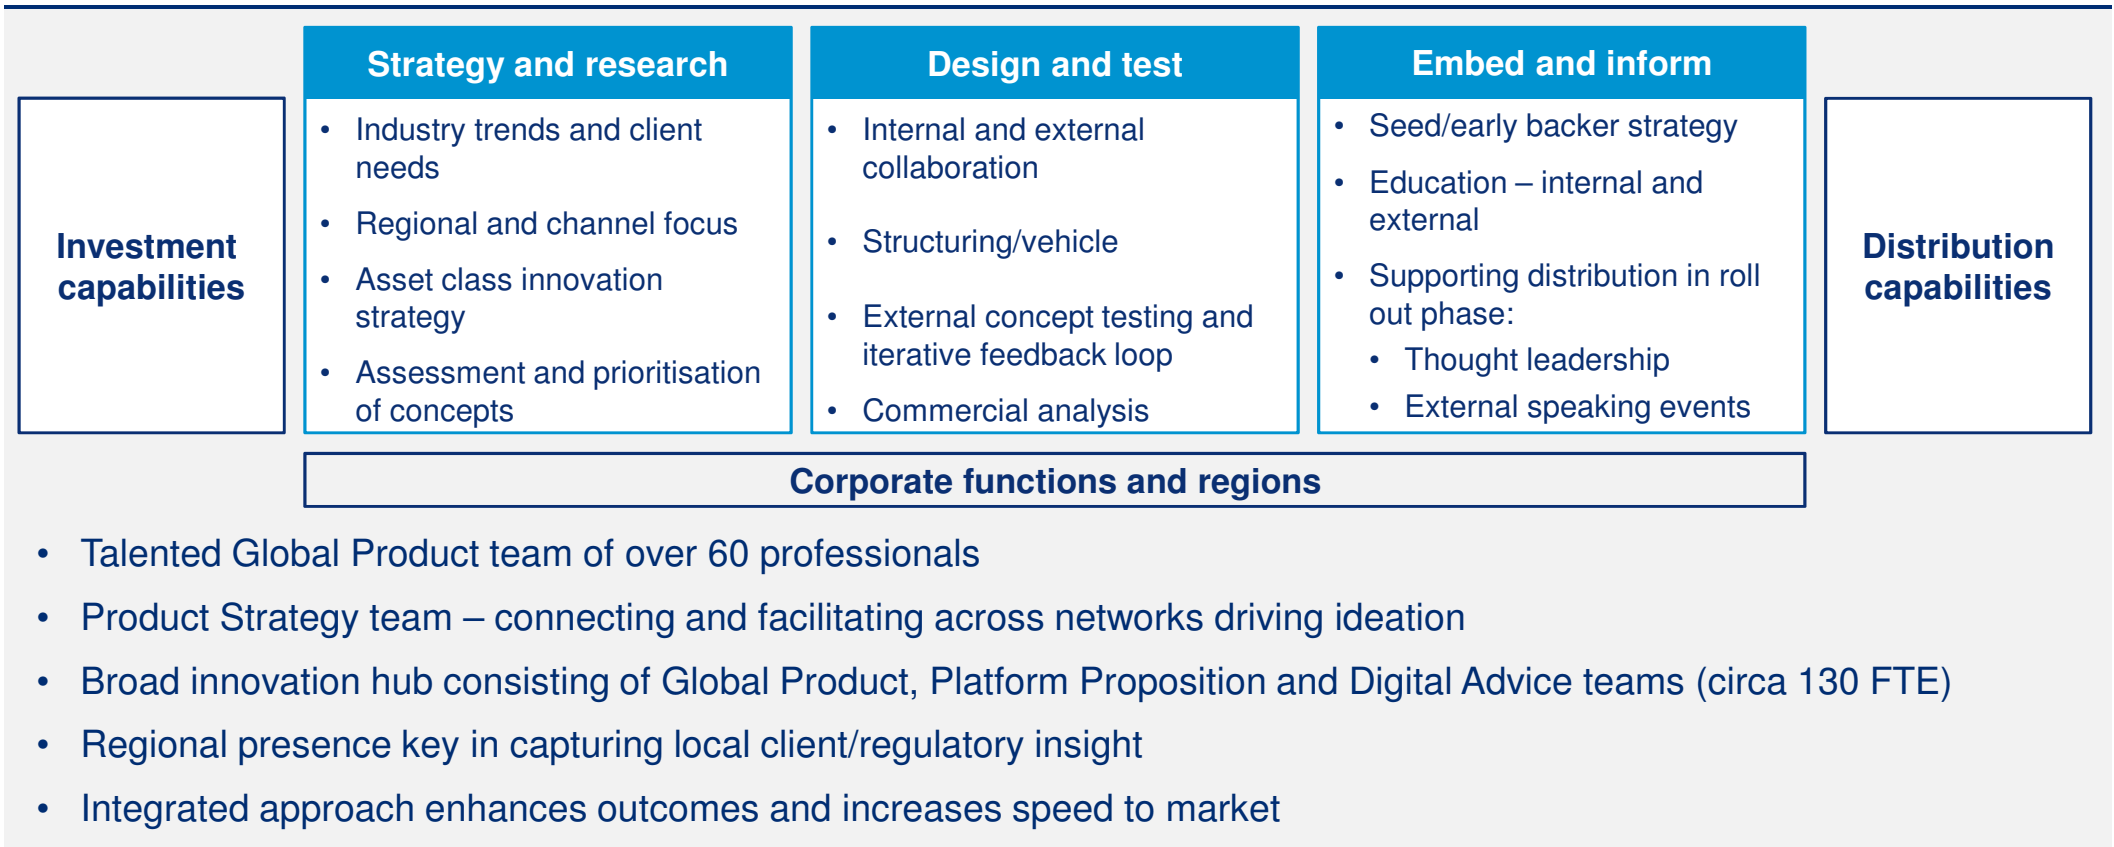 Investment
capabilities
Strategy and research
• Industry trends and client
needs
• Regional and channel focus
• Asset class innovation
strategy
• Assessment and prioritisation
of concepts
Design and test
• Internal and external
collaboration
• Structuring/vehicle
• External concept testing and
iterative feedback loop
• Commercial analysis
Embed and inform
• Seed/early backer strategy
• Education – internal and
external
• Supporting distribution in roll
out phase:
• Thought leadership
• External speaking events
Distribution
capabilities
Corporate functions and regions
• Talented Global Product team of over 60 professionals
• Product Strategy team – connecting and facilitating across networks driving ideation
• Broad innovation hub consisting of Global Product, Platform Proposition and Digital Advice teams (circa 130 FTE)
• Regional presence key in capturing local client/regulatory insight
• Integrated approach enhances outcomes and increases speed to market